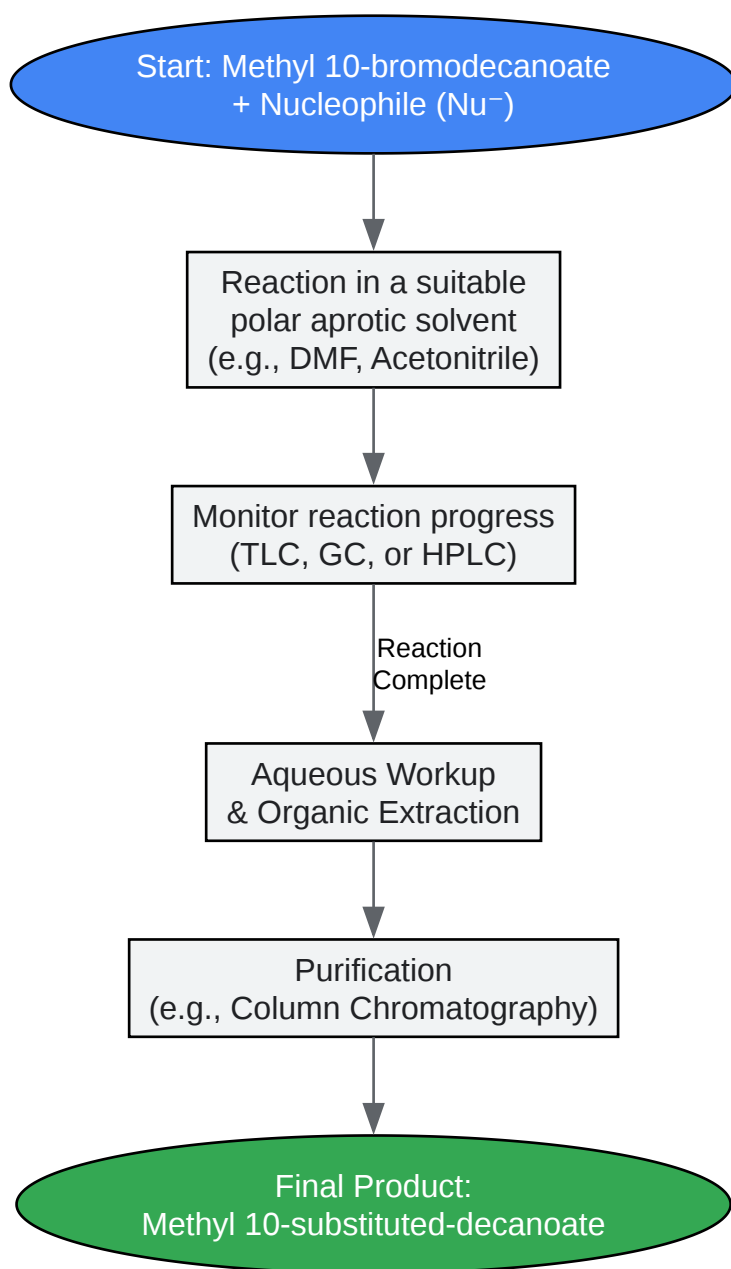 Start: Methyl 10-bromodecanoate
+ Nucleophile (Nu⁻)
Reaction in a suitable
polar aprotic solvent
(e.g., DMF, Acetonitrile)
Monitor reaction progress
(TLC, GC, or HPLC)
Reaction
Complete
Aqueous Workup
& Organic Extraction
Purification
(e.g., Column Chromatography)
Final Product:
Methyl 10-substituted-decanoate